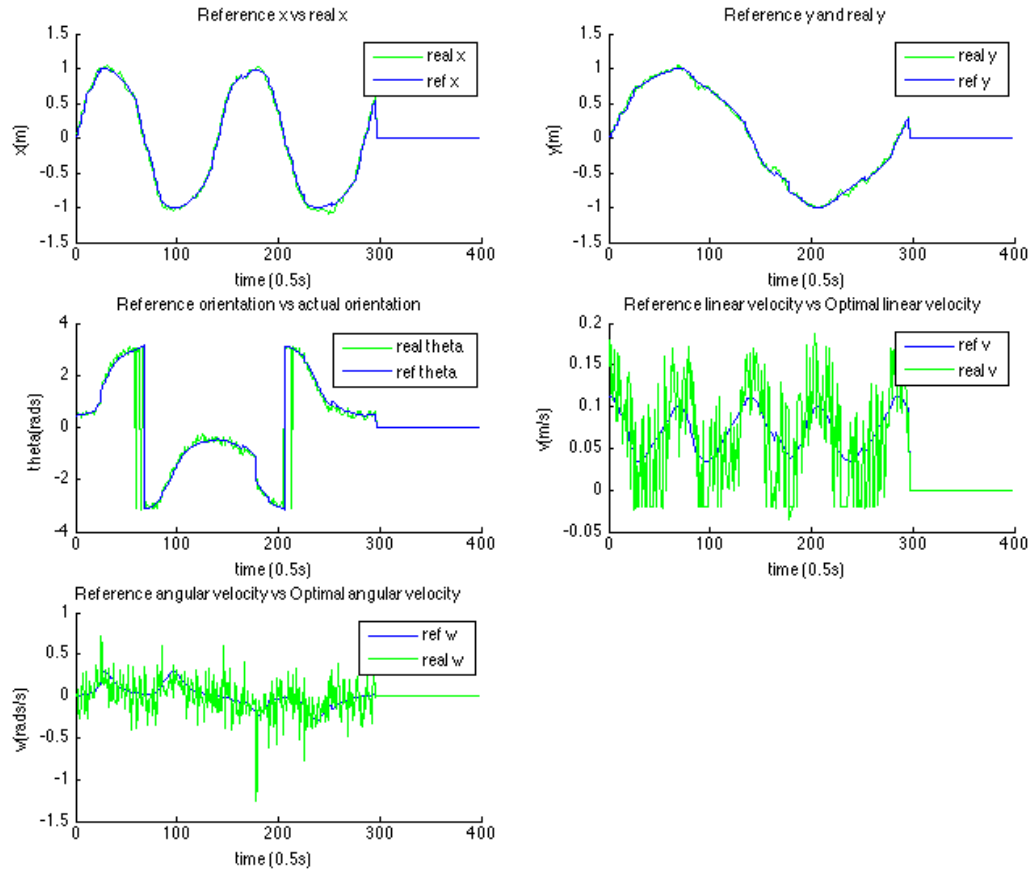 Reference x vs real x
real x
ref x
1.5
1
0.5
0
-0.5
-1
-1.5
x(m)
0
100
200
300
400
time (0.5s)
Reference y and real y
real y
ref y
1.5
1
0.5
0
-0.5
-1
-1.5
y(m)
0
100
200
300
400
time (0.5s)
Reference orientation vs actual orientation
real theta
ref theta
4
2
0
-2
-4
theta(rads)
0
100
200
300
400
time (0.5s)
Reference linear velocity vs Optimal linear velocity
ref v
real v
0.2
0.15
0.1
0.05
0
-0.05
v(m/s)
0
100
200
300
400
time (0.5s)
Reference angular velocity vs Optimal angular velocity
ref w
real w
1
0.5
0
-0.5
-1
-1.5
w(rads/s)
0
100
200
300
400
time (0.5s)